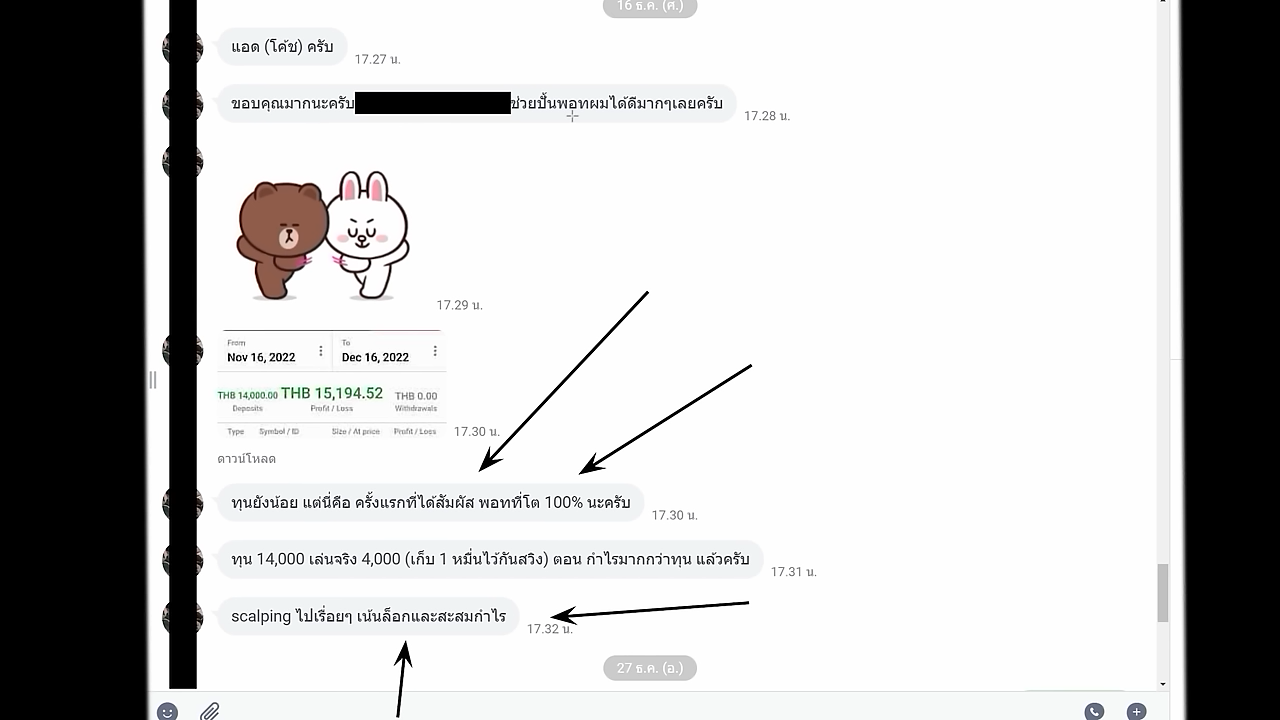 16 ธ.ค. (ศ.)
แอด (โค้ช) ครับ
17.27 น.
ขอบคุณมากนะครับ ช่วยปั้นพอทผมได้ดีมากๆเลยครับ
17.28 น.
17.29 น.
From To
Nov 16, 2022 Dec 16, 2022
THB 14,000.00 THB 15,194.52 THB 0.00
Deposits Profit / Loss Withdrawals
Type Symbol / ID Size / At price Profit / Loss
17.30 น.
ดาวน์โหลด
ทุนยังน้อย แต่นี่คือ ครั้งแรกที่ได้สัมผัส พอทที่โต 100% นะครับ
17.30 น.
ทุน 14,000 เล่นจริง 4,000 (เก็บ 1 หมื่นไว้กันสวิง) ตอน กำไรมากกว่าทุน แล้วครับ
17.31 น.
scalping ไปเรื่อยๆ เน้นล็อกและสะสมกำไร
17.32 น.
27 ธ.ค. (อ.)